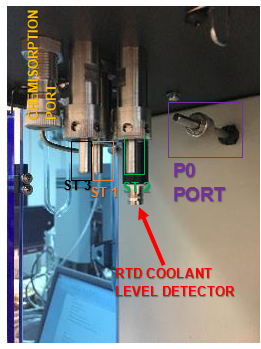 CHEMISORPTION
PORT
ST 3
ST 1
ST 2
P0
PORT
RTD COOLANT
LEVEL DETECTOR